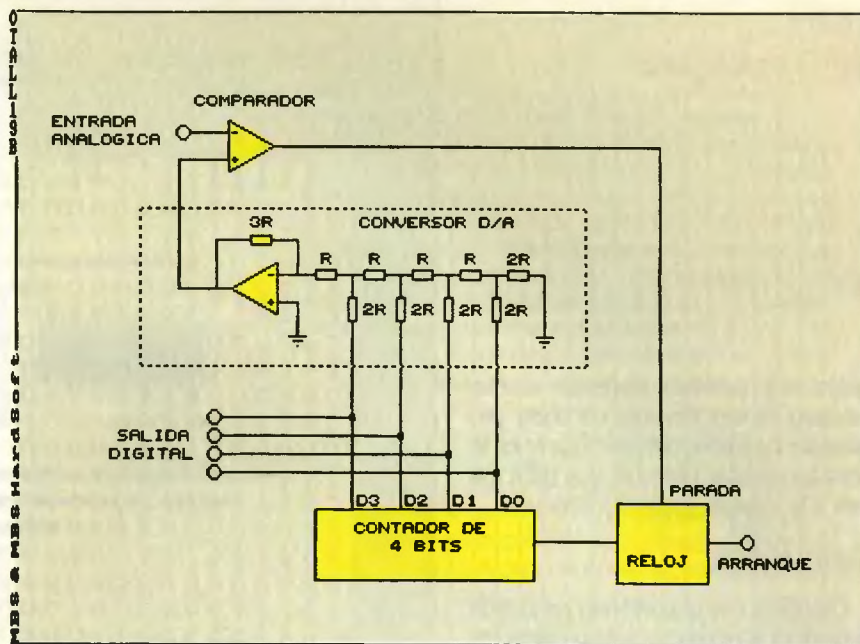 OTALL19B
COMPARADOR
ENTRADA
ANALOGICA
-
+
CONVERSOR D/A
3R
-
+
R R R R 2R
2R 2R 2R 2R
SALIDA
DIGITAL
D3 D2 D1 D0
CONTADOR DE
4 BITS
PARADA
RELOJ
ARRANQUE
MBS & MBS HardSoft